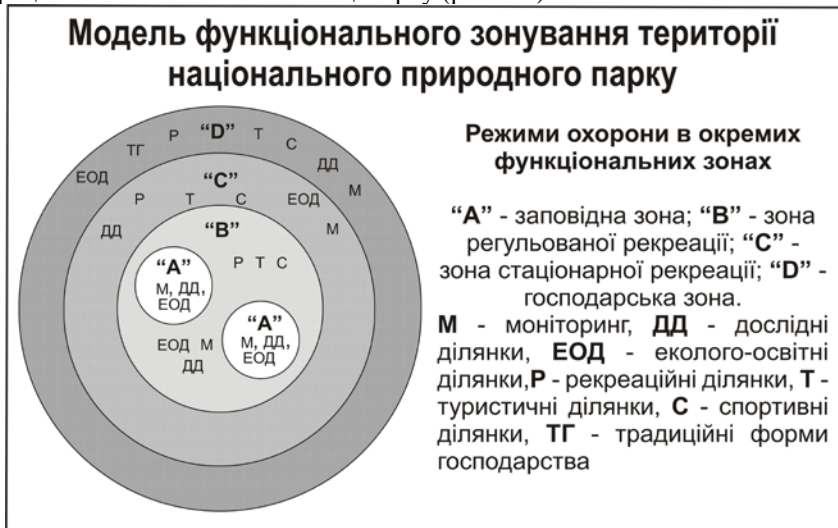 Модель функціонального зонування території
національного природного парку
“D”
Р
Т
ТГ
С
ДД
ЕОД
М
“C”
Р
Т
С
ЕОД
ДД
М
“B”
“A”
М, ДД,
ЕОД
Р Т С
“A”
М, ДД,
ЕОД
ЕОД М
ДД
Режими охорони в окремих
функціональних зонах
“A” - заповідна зона; “B” - зона
регульованої рекреації; “C” -
зона стаціонарної рекреації; “D” -
господарська зона.
М - моніторинг, ДД - дослідні
ділянки, ЕОД - еколого-освітні
ділянки,Р - рекреаційні ділянки, Т -
туристичні ділянки, С - спортивні
ділянки, ТГ - традиційні форми
господарства